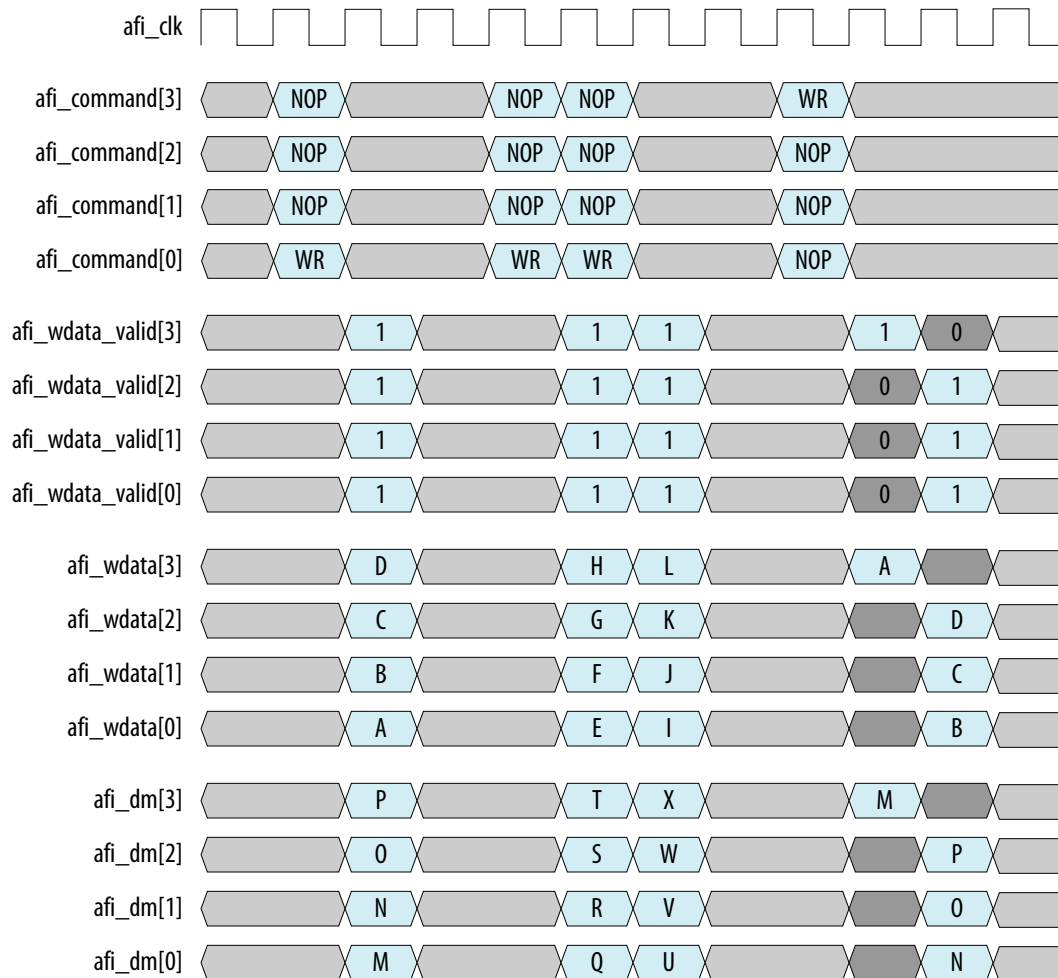 afi_clk
afi_command[3] NOP NOP NOP WR
afi_command[2] NOP NOP NOP NOP
afi_command[1] NOP NOP NOP NOP
afi_command[0] WR WR WR NOP
afi_wdata_valid[3] 1 1 1 1 0
afi_wdata_valid[2] 1 1 1 0 1
afi_wdata_valid[1] 1 1 1 0 1
afi_wdata_valid[0] 1 1 1 0 1
afi_wdata[3] D H L A
afi_wdata[2] C G K D
afi_wdata[1] B F J C
afi_wdata[0] A E I B
afi_dm[3] P T X M
afi_dm[2] O S W P
afi_dm[1] N R V O
afi_dm[0] M Q U N